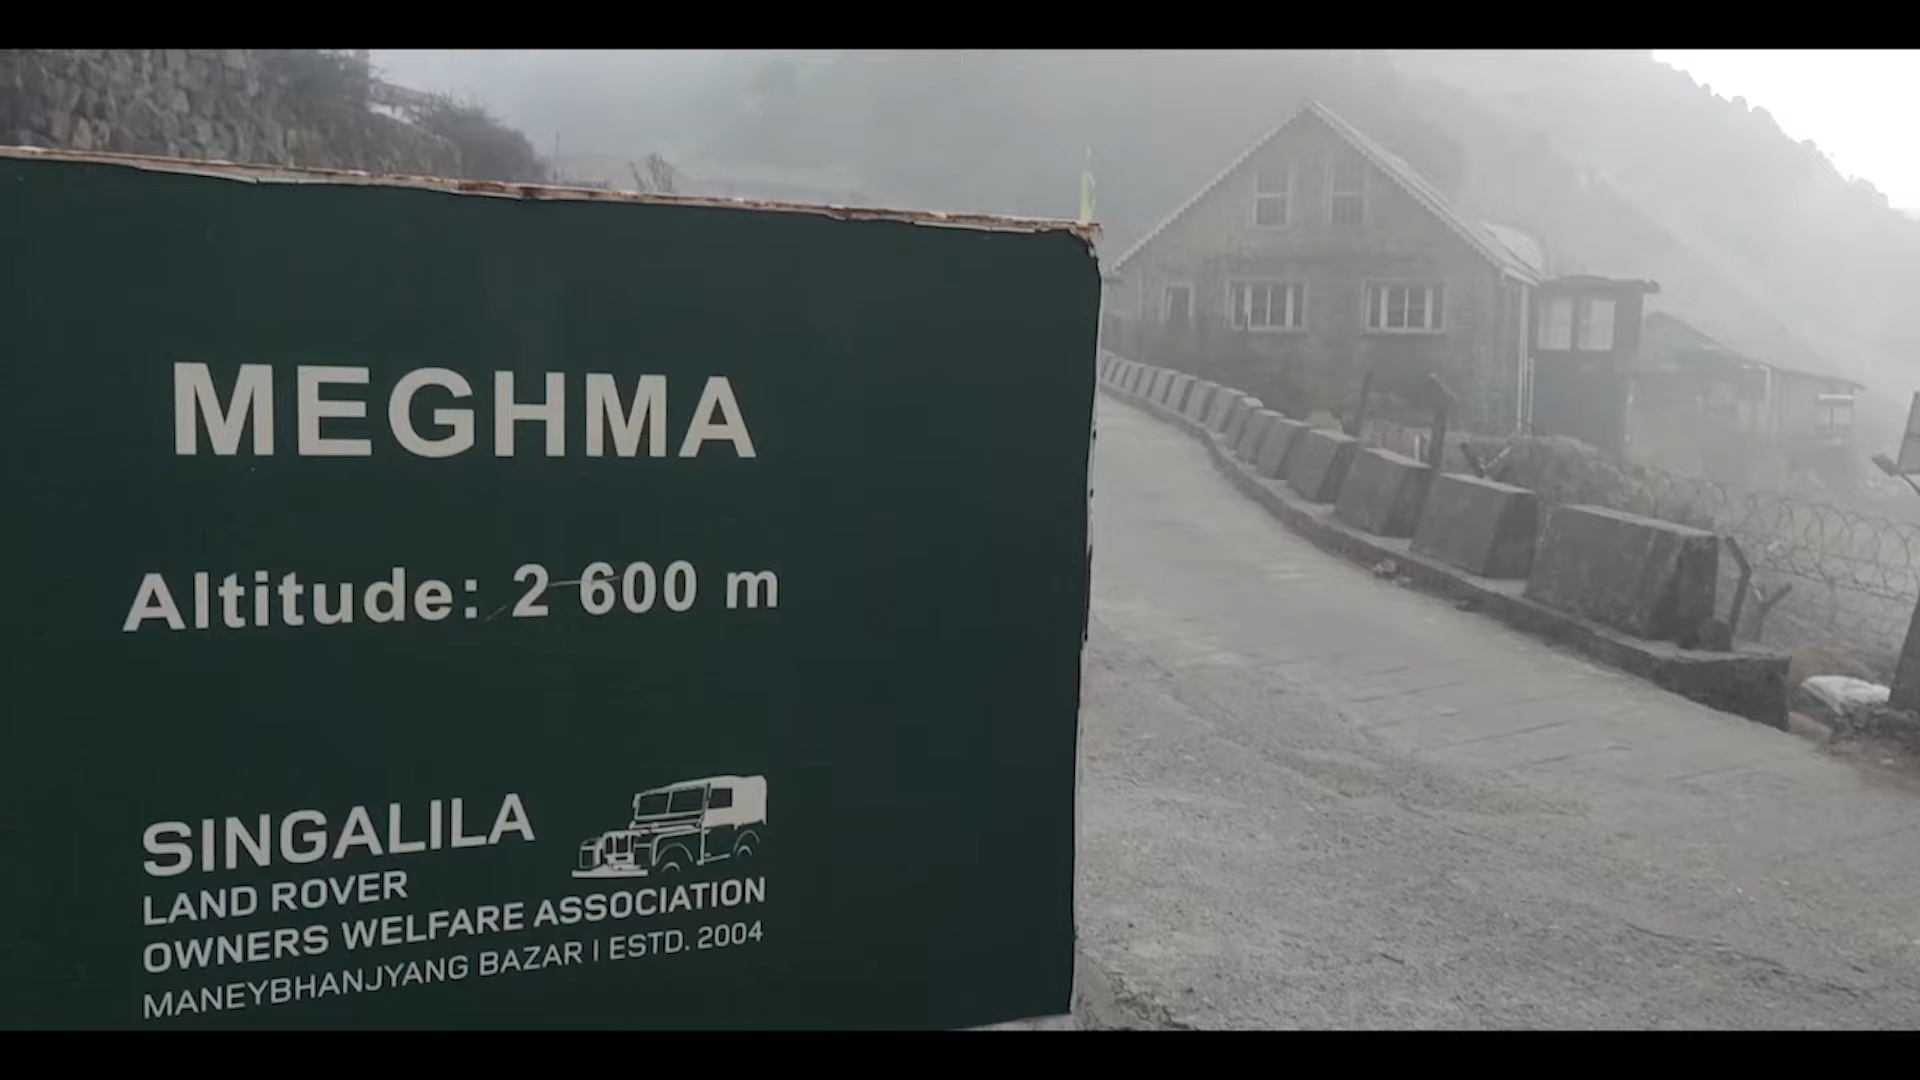 MEGHMA
Altitude: 2 600 m
SINGALILA
LAND ROVER
OWNERS WELFARE ASSOCIATION
MANEYBHANJYANG BAZAR | ESTD. 2004